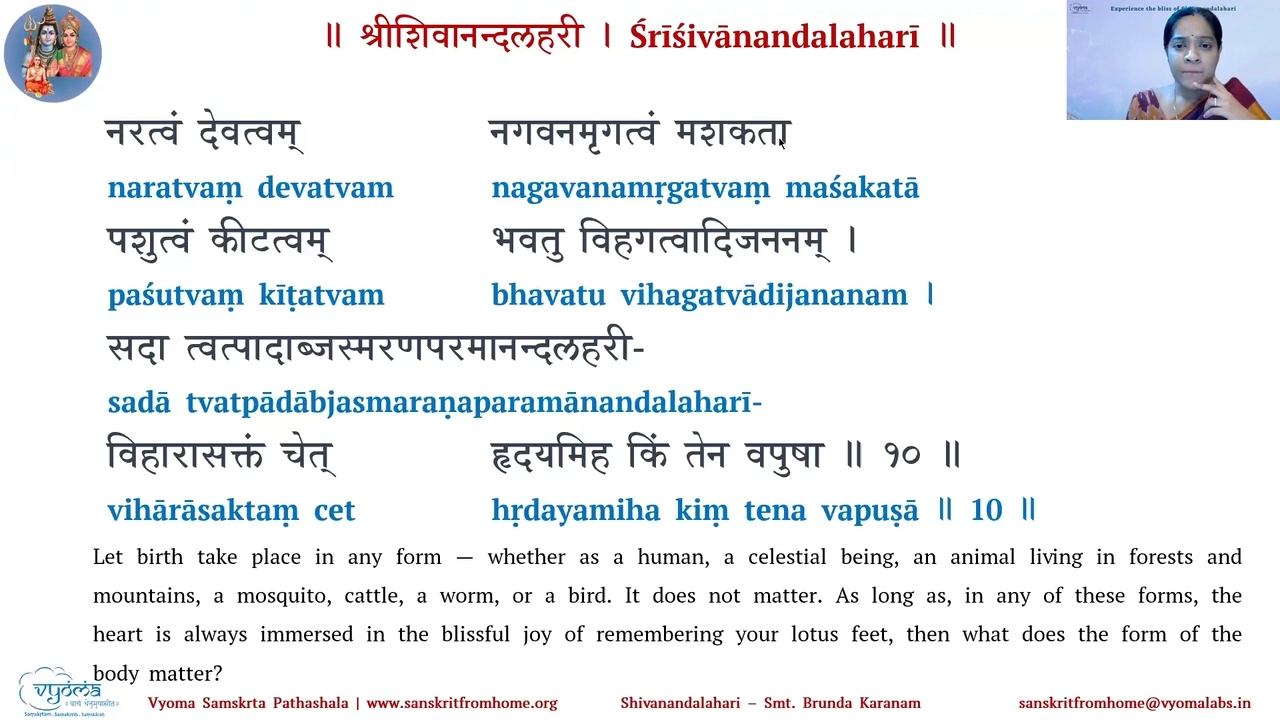 ॥ श्रीशिवानन्दलहरी । Śrīśivānandalaharī ॥
Experience the bliss of
नरत्वं देवत्वम् नगवनमृगत्वं मशकता
naratvaṃ devatvam nagavanamṛgatvaṃ maśakatā
पशुत्वं कीटत्वम् भवतु विहगत्वादिजननम् ।
paśutvaṃ kīṭatvam bhavatu vihagatvādijananam ।
सदा त्वत्पादाब्जस्मरणपरमानन्दलहरी-
sadā tvatpādābjasmaraṇaparamānandalaharī-
विहारासक्तं चेत् हृदयमिह किं तेन वपुषा ॥ १० ॥
vihārāsaktaṃ cet hṛdayamiha kiṃ tena vapuṣā ॥ 10 ॥
Let birth take place in any form — whether as a human, a celestial being, an animal living in forests and
mountains, a mosquito, cattle, a worm, or a bird. It does not matter. As long as, in any of these forms, the
heart is always immersed in the blissful joy of remembering your lotus feet, then what does the form of the
body matter?
vyoma
Vyoma Samskrta Pathashala | www.sanskritfromhome.org Shivanandalahari – Smt. Brunda Karanam sanskritfromhome@vyomalabs.in